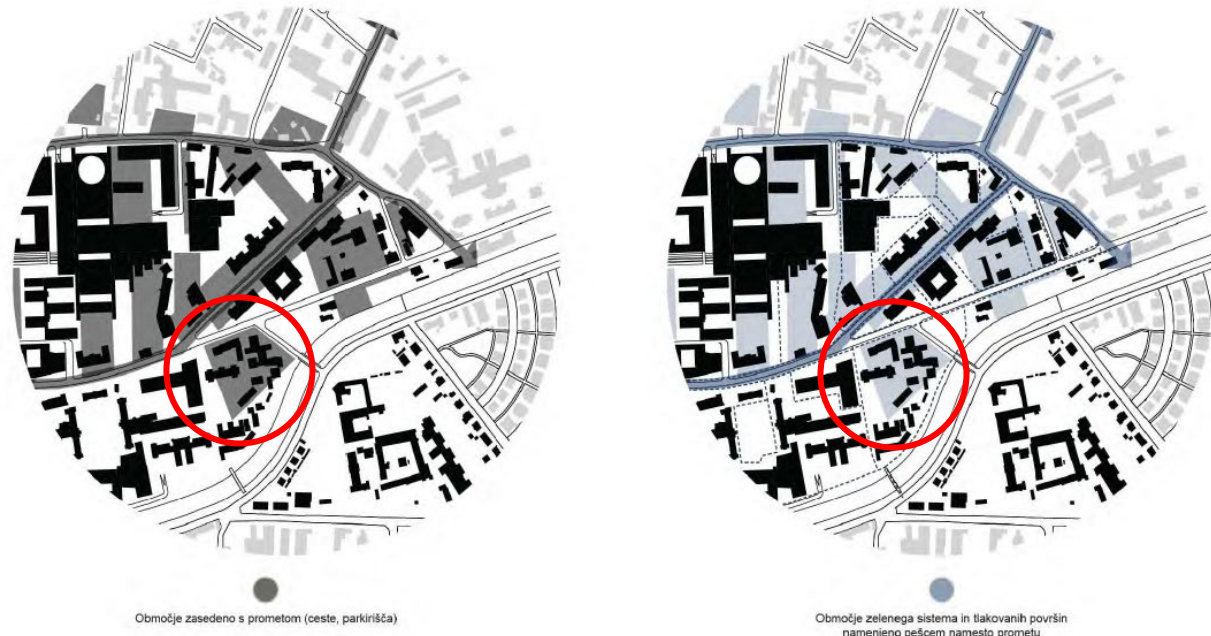 Območje zasedeno s prometom (ceste, parkirišča)
Območje zelenega sistema in tlakovanih površin
namenjeno pešcem namesto prometu